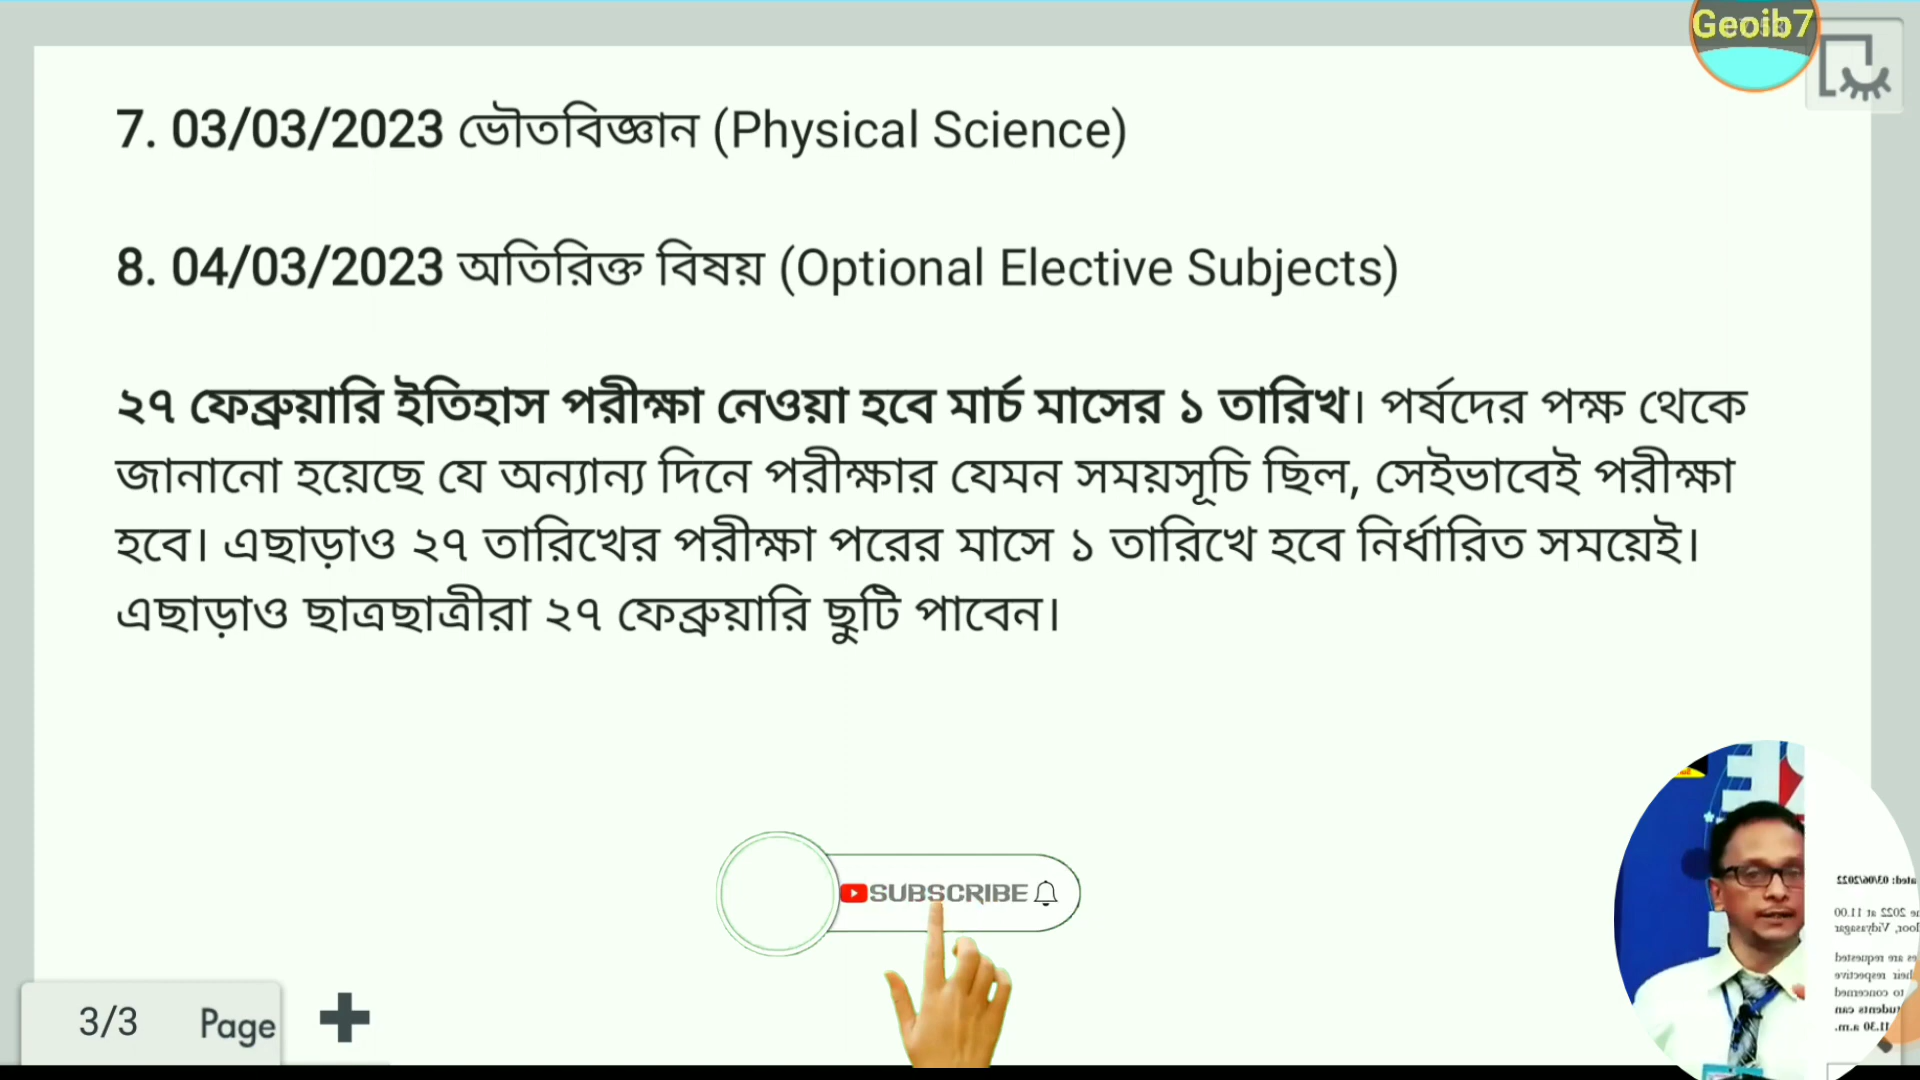 Geoib7
7. 03/03/2023 ভৌতবিজ্ঞান (Physical Science)
8. 04/03/2023 অতিরিক্ত বিষয় (Optional Elective Subjects)
২৭ ফেব্রুয়ারি ইতিহাস পরীক্ষা নেওয়া হবে মার্চ মাসের ১ তারিখ। পর্ষদের পক্ষ থেকে
জানানো হয়েছে যে অন্যান্য দিনে পরীক্ষার যেমন সময়সূচি ছিল, সেইভাবেই পরীক্ষা
হবে। এছাড়াও ২৭ তারিখের পরীক্ষা পরের মাসে ১ তারিখে হবে নির্ধারিত সময়েই।
এছাড়াও ছাত্রছাত্রীরা ২৭ ফেব্রুয়ারি ছুটি পাবেন।
SUBSCRIBE
3/3 Page